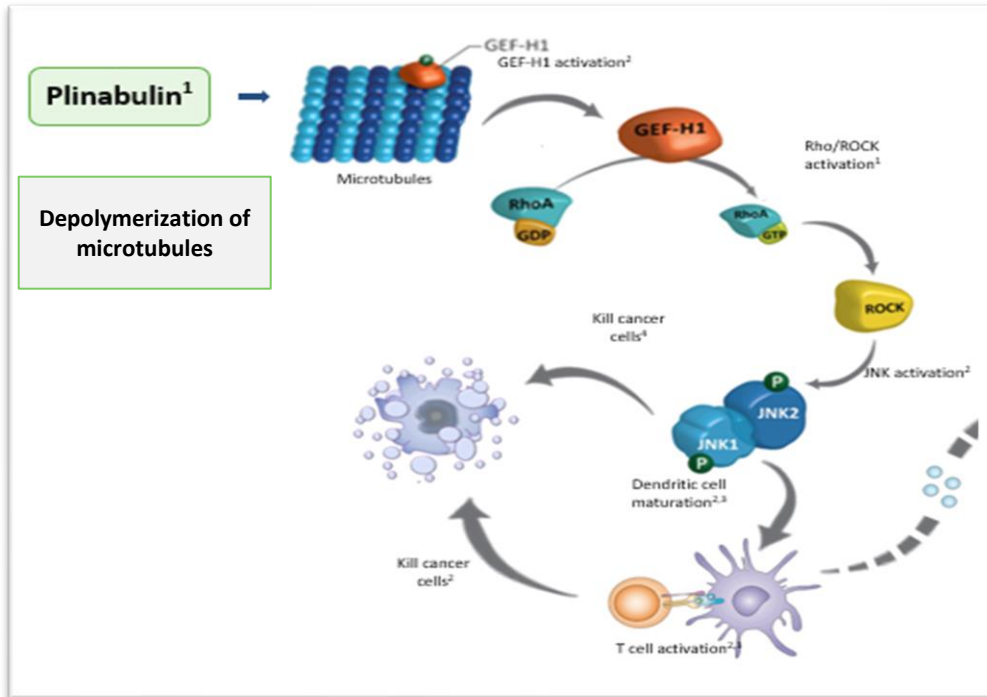 GEF-H1
GEF-H1 activation²
P
Plinabulin¹
Microtubules
GEF-H1
Rho/ROCK
activation¹
Depolymerization of
microtubules
RhoA
GDP
RhoA
GTP
ROCK
Kill cancer
cells⁴
JNK activation²
P
JNK2
JNK1
P
Dendritic cell
maturation²,³
Kill cancer
cells²
T cell activation²,³